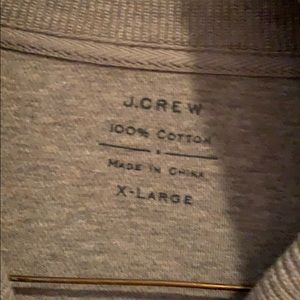 J.CREW
100% COTTON
MADE IN CHINA
X-LARGE